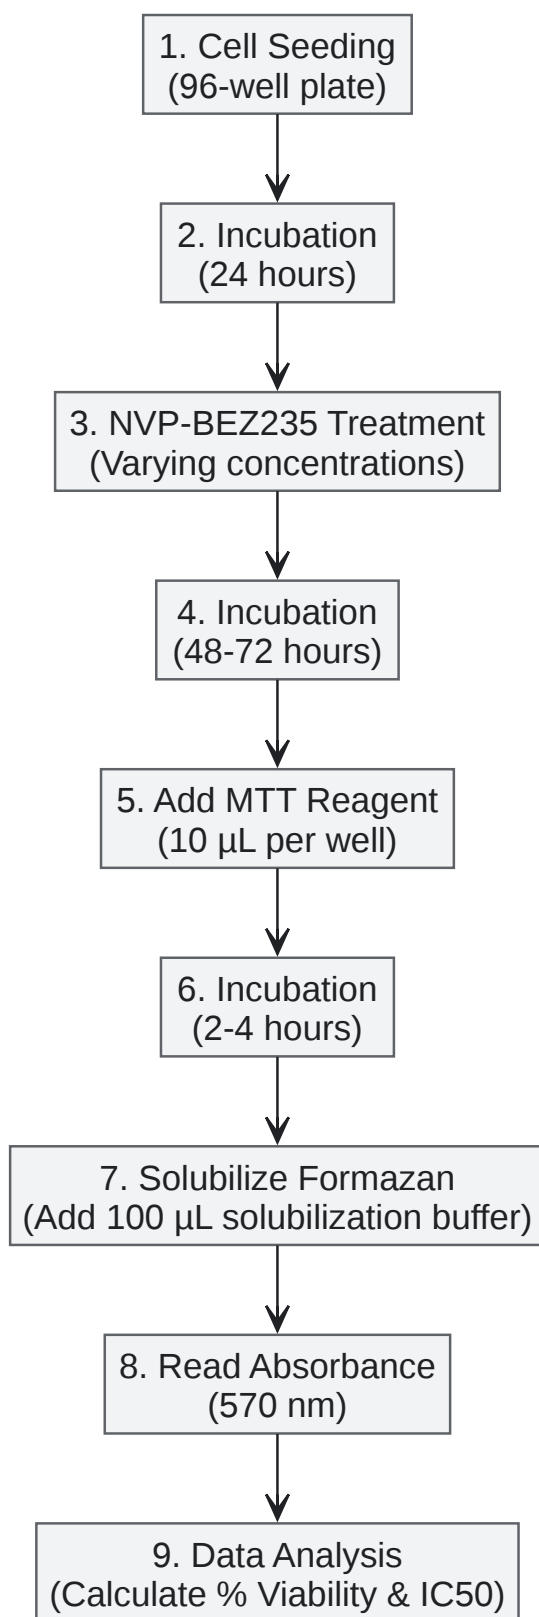 1. Cell Seeding
(96-well plate)
2. Incubation
(24 hours)
3. NVP-BEZ235 Treatment
(Varying concentrations)
4. Incubation
(48-72 hours)
5. Add MTT Reagent
(10 µL per well)
6. Incubation
(2-4 hours)
7. Solubilize Formazan
(Add 100 µL solubilization buffer)
8. Read Absorbance
(570 nm)
9. Data Analysis
(Calculate % Viability & IC50)